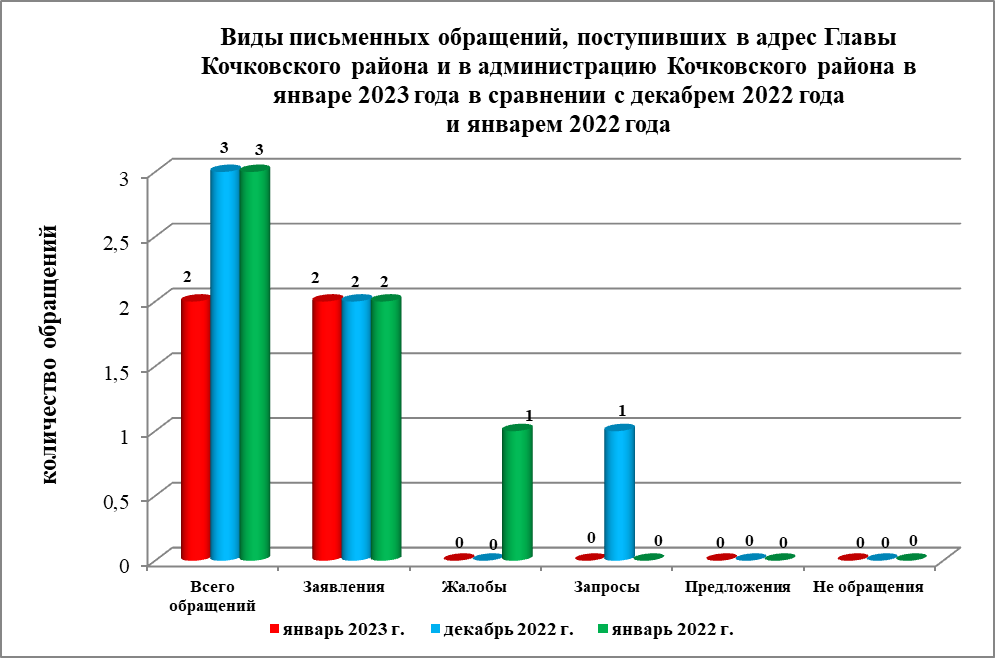 Виды письменных обращений, поступивших в адрес Главы
Кочковского района и в администрацию Кочковского района в
январе 2023 года в сравнении с декабрем 2022 года
и январем 2022 года
количество обращений
3
2,5
2
1,5
1
0,5
0
2 3 3
2 2 2
0 0 1
0 1 0
0 0 0
0 0 0
Всего
обращений
Заявления
Жалобы
Запросы
Предложения
Не обращения
январь 2023 г. декабрь 2022 г. январь 2022 г.